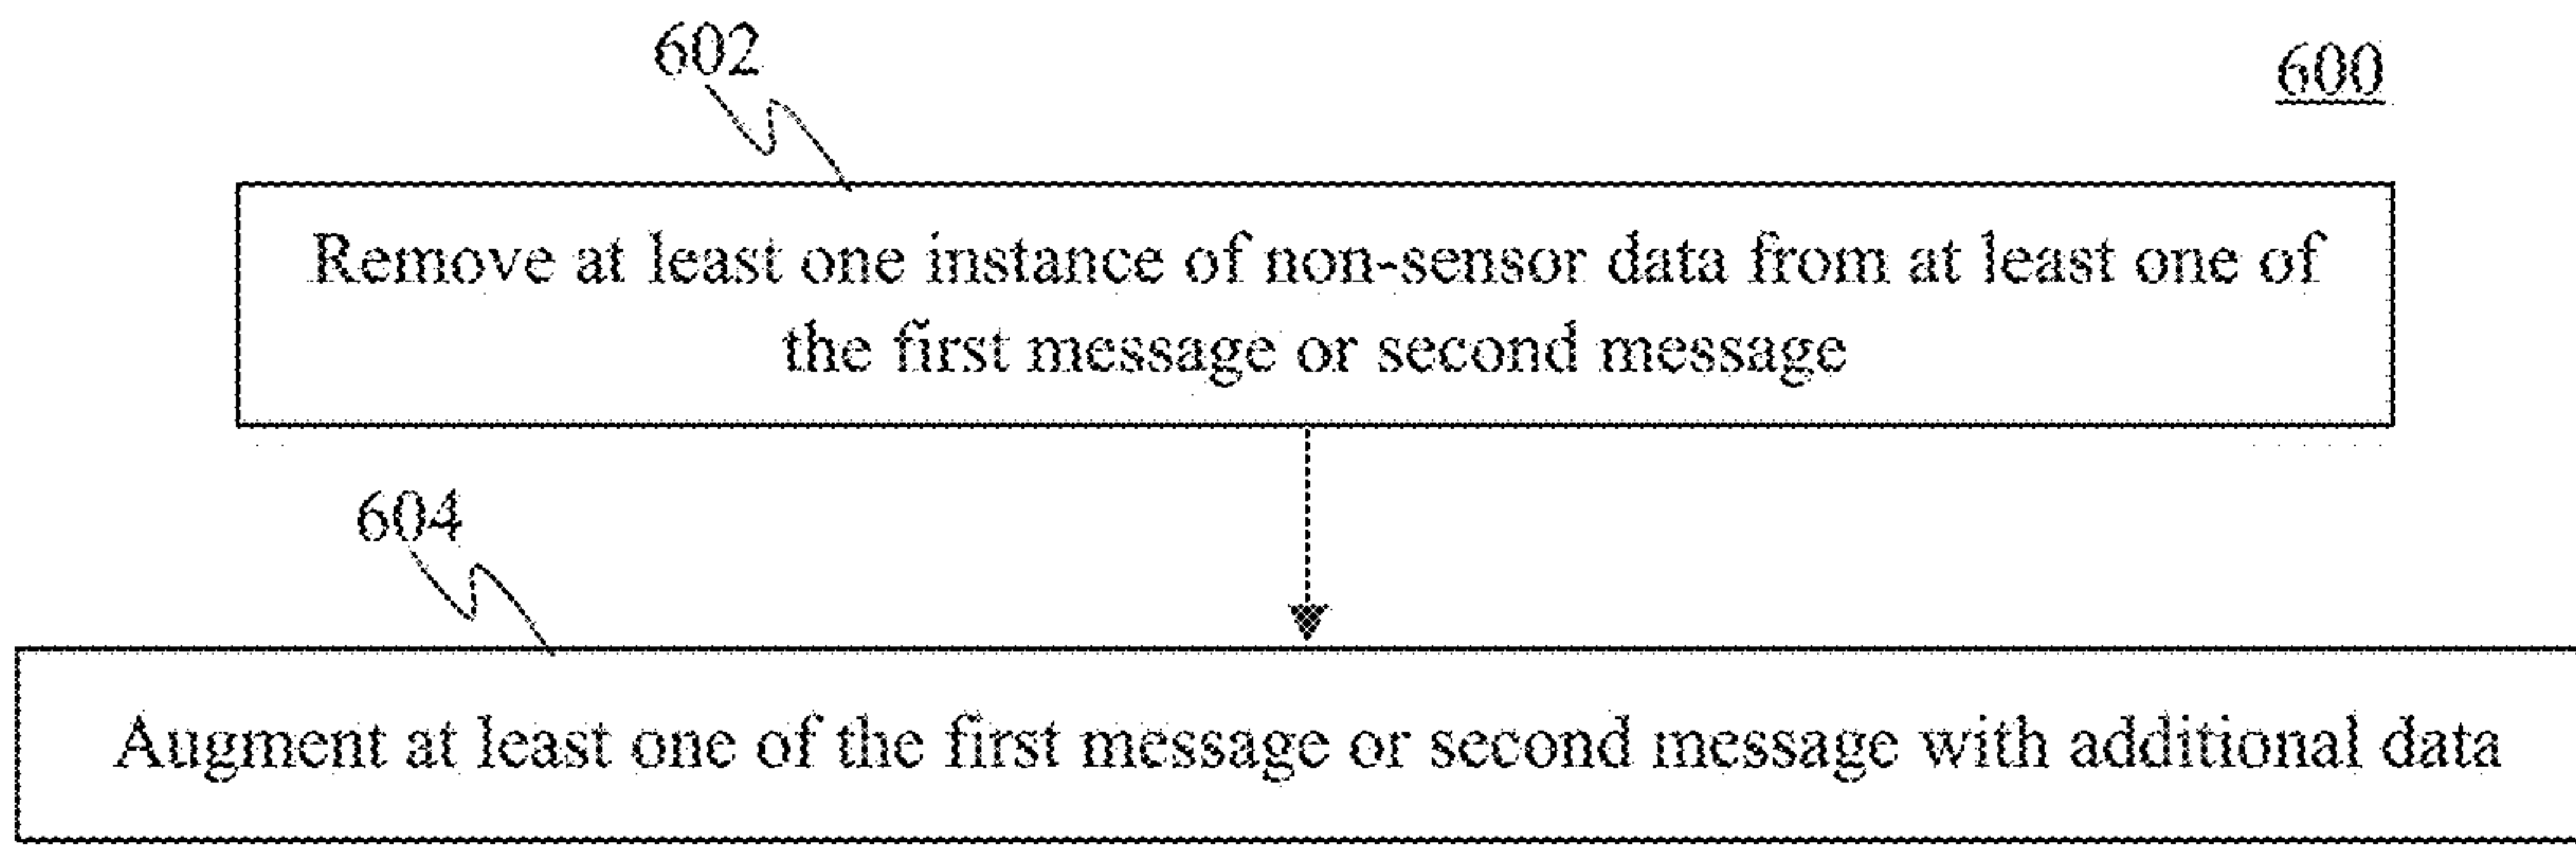 602
600
Remove at least one instance of non-sensor data from at least one of
the first message or second message
604
Augment at least one of the first message or second message with additional data